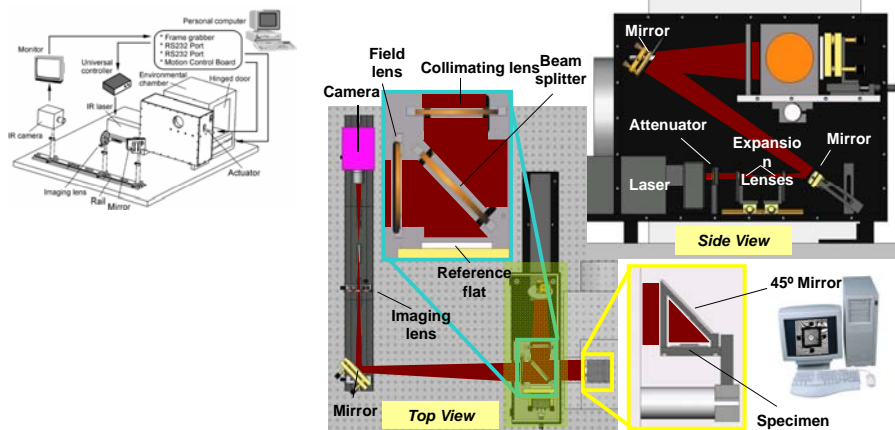 Personal computer
* Frame grabber
* RS232 Port
* RS232 Port
* Motion Control Board
Monitor
Universal
controller
Environmental
chamber
Hinged
door
IR laser
IR camera
Imaging lens
Rail
Mirror
Actuator
Field
lens
Camera
Collimating lens
Beam
splitter
Reference
flat
Imaging
lens
Mirror
Top View
Mirror
Attenuator
Expansio
n
Lenses
Mirror
Laser
Side View
45º Mirror
Specimen